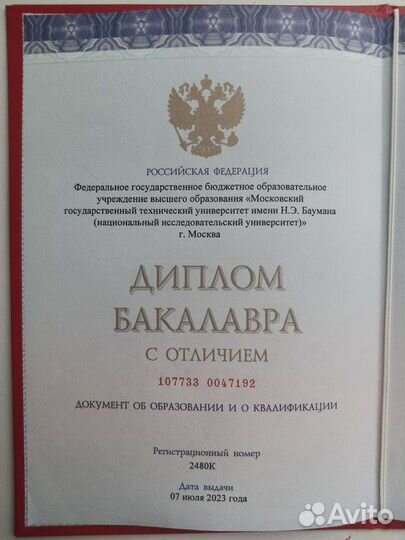 РОССИЙСКАЯ ФЕДЕРАЦИЯ
Федеральное государственное бюджетное образовательное
учреждение высшего образования «Московский
государственный технический университет имени Н.Э. Баумана
(национальный исследовательский университет)»
г. Москва
ДИПЛОМ
БАКАЛАВРА
С ОТЛИЧИЕМ
107733 0047192
ДОКУМЕНТ ОБ ОБРАЗОВАНИИ И О КВАЛИФИКАЦИИ
Регистрационный номер
2480К
Дата выдачи
07 июля 2023 года
Avito